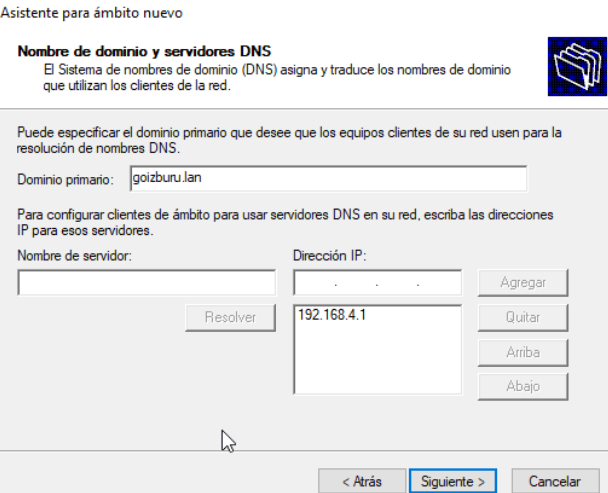 Asistente para ámbito nuevo
Nombre de dominio y servidores DNS
El Sistema de nombres de dominio (DNS) asigna y traduce los nombres de dominio
que utilizan los clientes de la red.
Puede especificar el dominio primario que desee que los equipos clientes de su red usen para la
resolución de nombres DNS.
Dominio primario: goizburu.lan
Para configurar clientes de ámbito para usar servidores DNS en su red, escriba las direcciones
IP para esos servidores.
Nombre de servidor: Dirección IP:
. . . Agregar
Resolver 192.168.4.1 Quitar
Arriba
Abajo
< Atrás Siguiente > Cancelar